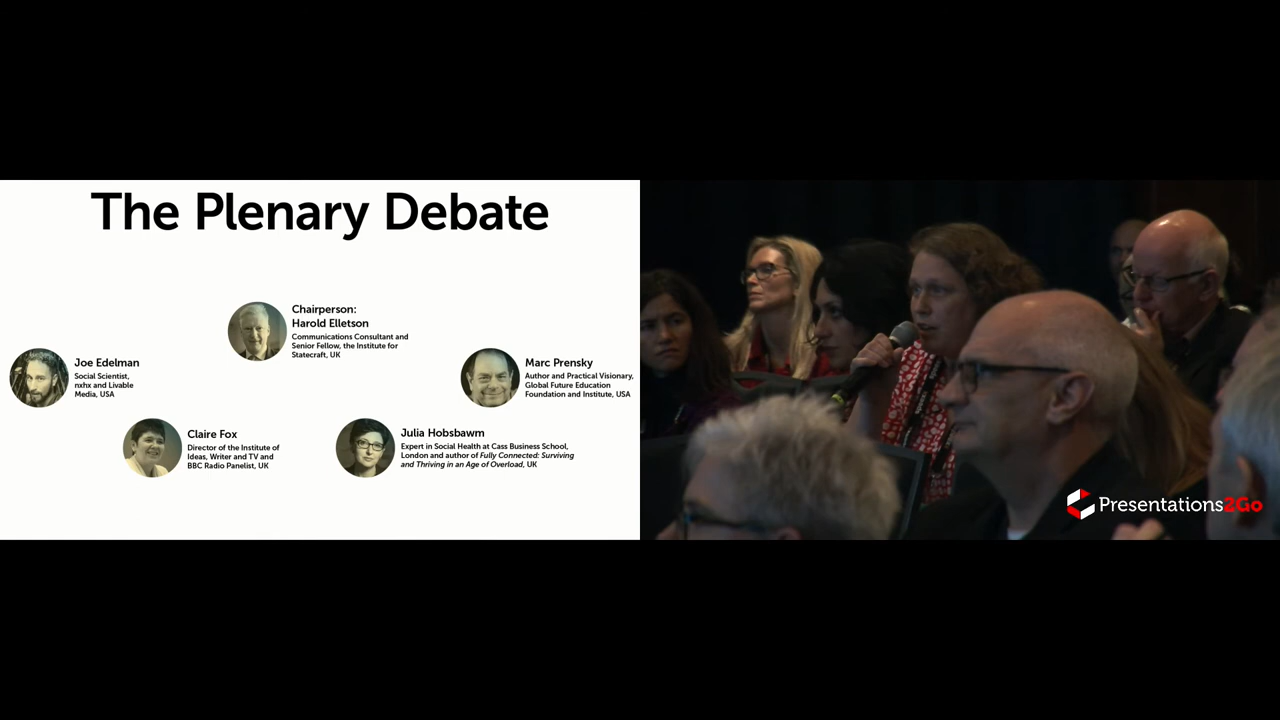 The Plenary Debate
Chairperson:
Harold Elletson
Communications Consultant and
Senior Fellow, the Institute for
Statecraft, UK
Joe Edelman
Social Scientist,
nxhx and Livable
Media, USA
Marc Prensky
Author and Practical Visionary,
Global Future Education
Foundation and Institute, USA
Claire Fox
Director of the Institute of
Ideas, Writer and TV and
BBC Radio Panelist, UK
Julia Hobsbawm
Expert in Social Health at Cass Business School,
London and author of Fully Connected: Surviving
and Thriving in an Age of Overload, UK
Presentations2Go